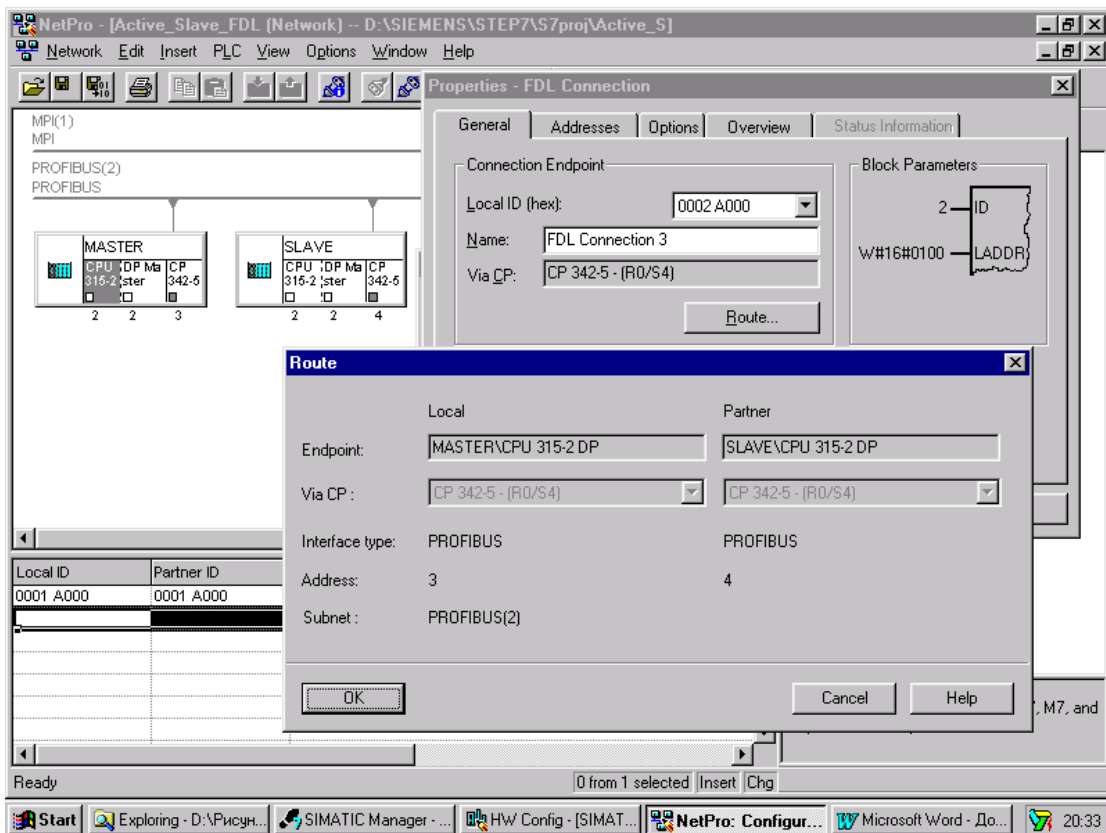 NetPro - [Active_Slave_FDL (Network) -- D:\SIEMENS\STEP7\S7proj\Active_S]
Network Edit Insert PLC View Options Window Help
MPI(1)
MPI
PROFIBUS(2)
PROFIBUS
MASTER
CPU 315-2
DP Ma ster
CP 342-5
2 2 3
SLAVE
CPU 315-2
DP Ma ster
CP 342-5
2 2 4
Properties - FDL Connection
General Addresses Options Overview Status Information
Connection Endpoint
Local ID (hex): 0002 A000
Name: FDL Connection 3
Via CP: CP 342-5 - (R0/S4)
Route...
Block Parameters
2 ID
W#16#0100 LADDR
Route
Local Partner
Endpoint: MASTER\CPU 315-2 DP SLAVE\CPU 315-2 DP
Via CP : CP 342-5 - (R0/S4) CP 342-5 - (R0/S4)
Interface type: PROFIBUS PROFIBUS
Address: 3 4
Subnet : PROFIBUS(2)
OK Cancel Help
Local ID Partner ID
0001 A000 0001 A000
, M7, and
Ready 0 from 1 selected Insert Chg
Start Exploring - D:\Рисун... SIMATIC Manager - ... HW Config - [SIMAT... NetPro: Configur... Microsoft Word - До... 20:33